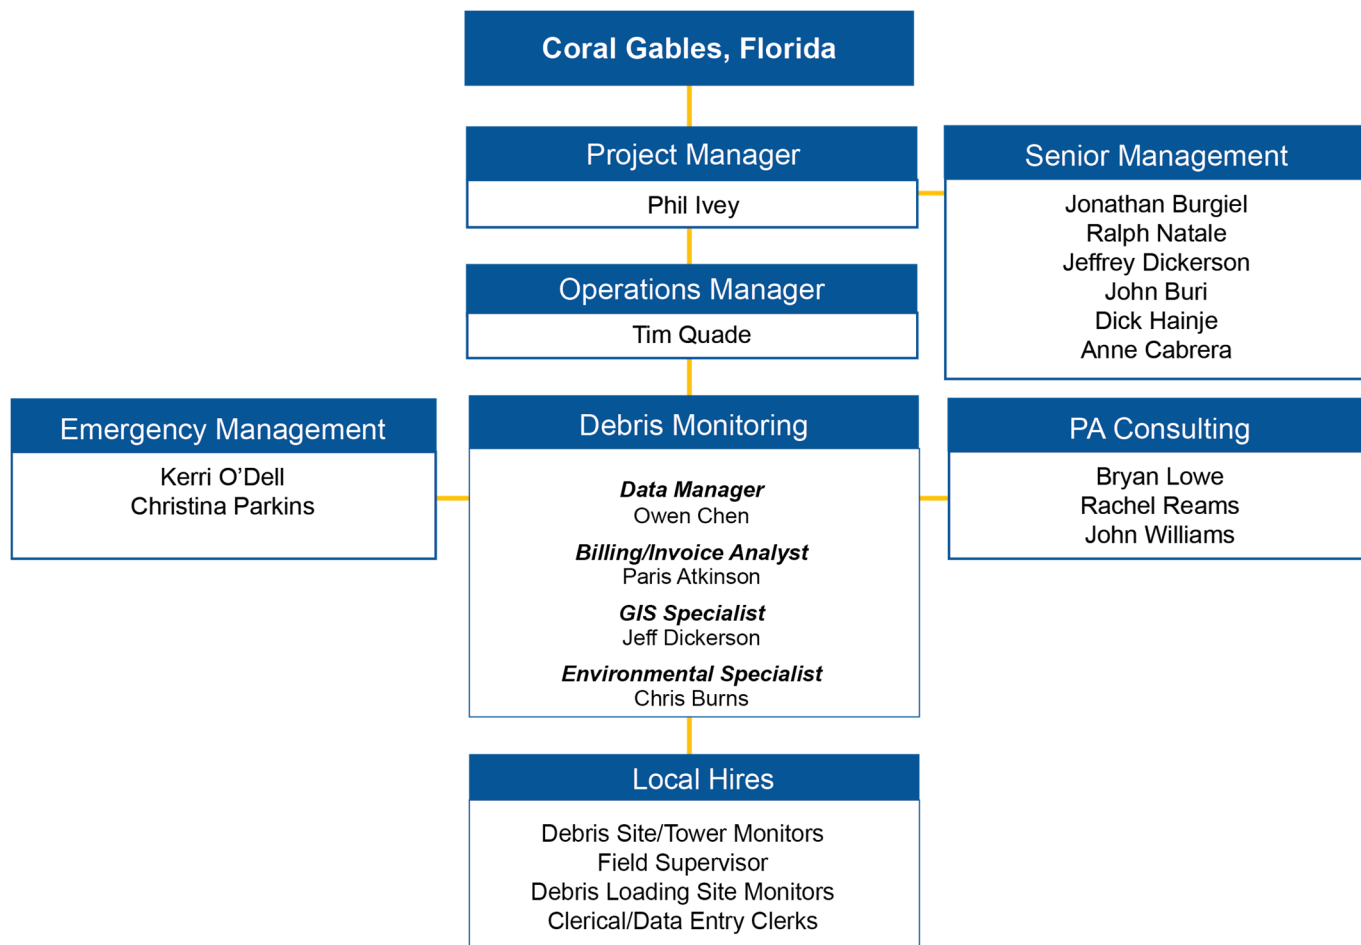 Coral Gables, Florida
Project Manager
Phil Ivey
Senior Management
Jonathan Burgiel
Ralph Natale
Jeffrey Dickerson
John Buri
Dick Hainje
Anne Cabrera
Operations Manager
Tim Quade
Emergency Management
Kerri O’Dell
Christina Parkins
Debris Monitoring
Data Manager
Owen Chen
Billing/Invoice Analyst
Paris Atkinson
GIS Specialist
Jeff Dickerson
Environmental Specialist
Chris Burns
PA Consulting
Bryan Lowe
Rachel Reams
John Williams
Local Hires
Debris Site/Tower Monitors
Field Supervisor
Debris Loading Site Monitors
Clerical/Data Entry Clerks